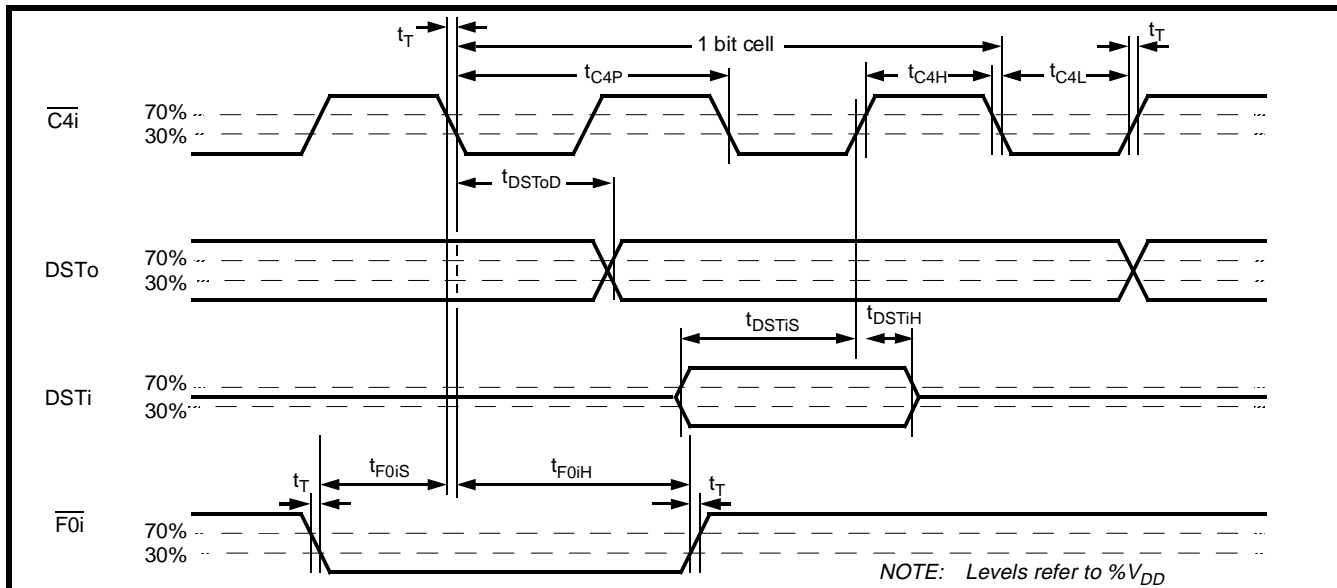 tT
1 bit cell
tT
tC4P
tC4H
tC4L
C4i
70%
30%
tDSToD
DSTo
70%
30%
tDSTiS
tDSTiH
DSTi
70%
30%
tF0iS
tF0iH
tT
tT
F0i
70%
30%
NOTE: Levels refer to %VDD